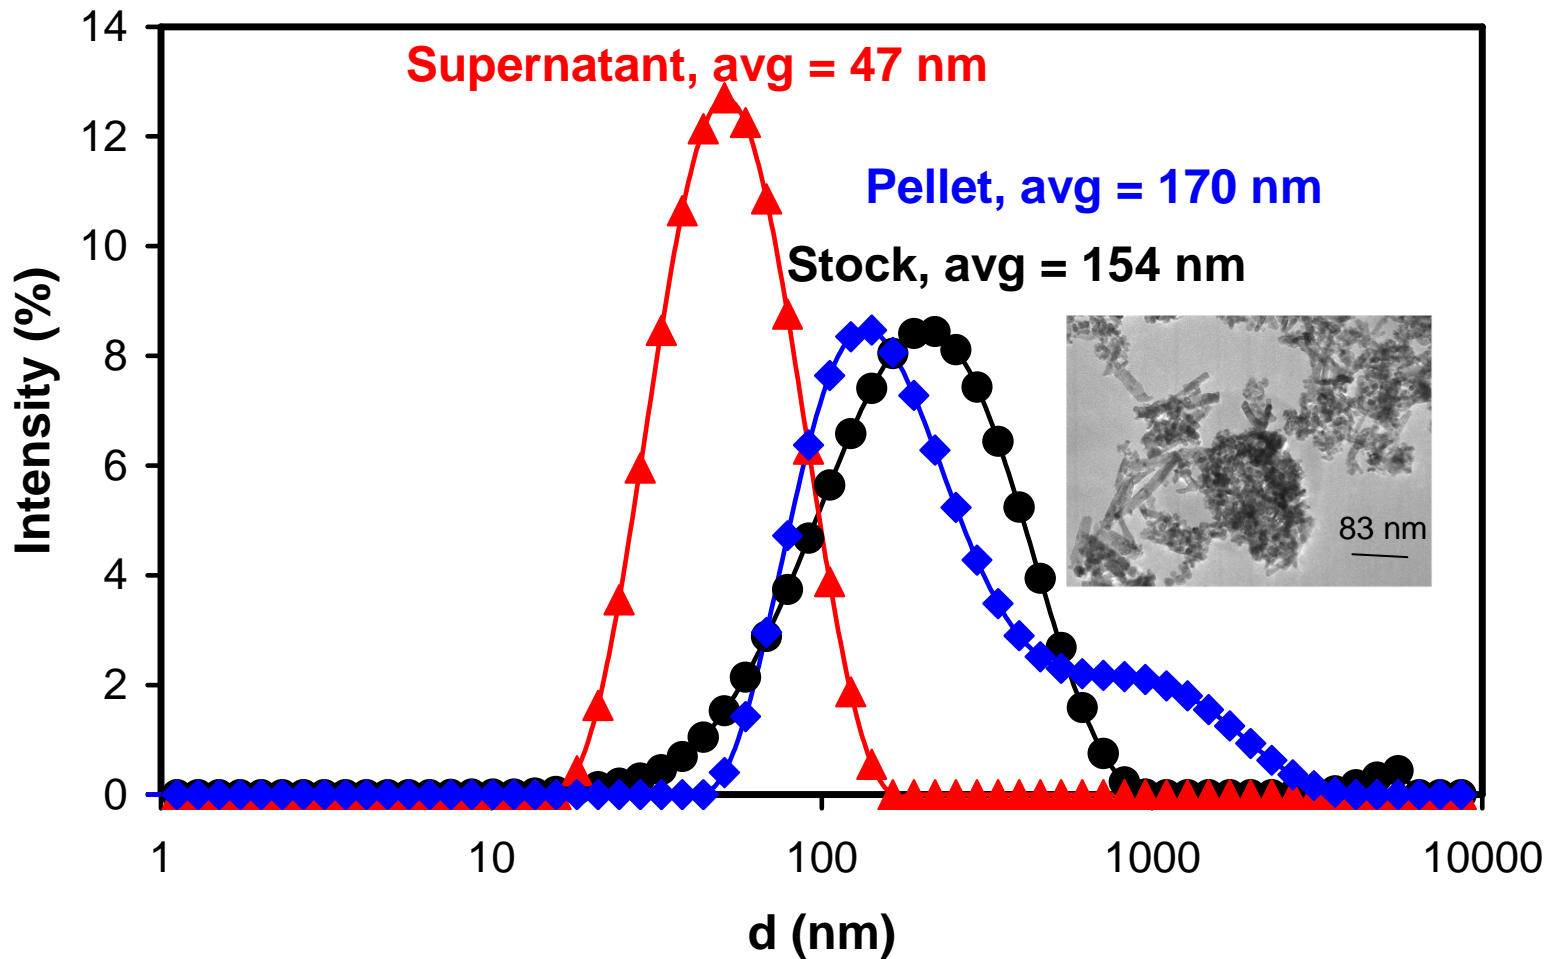 14
Supernatant, avg = 47 nm
12
Pellet, avg = 170 nm
10
Stock, avg = 154 nm
8
6
83 nm
4
2
0
Intensity (%)
1 10 100 1000 10000
d (nm)